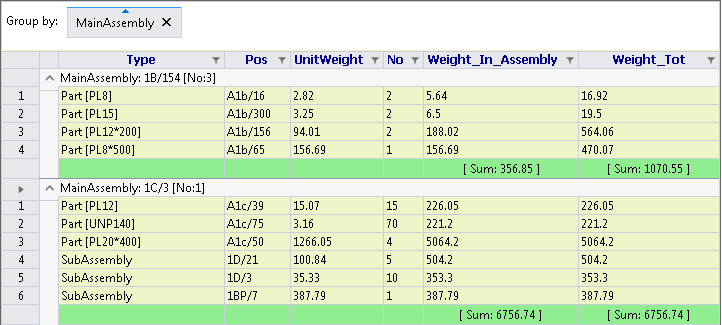 Group by: MainAssembly ✕
Type Pos UnitWeight No Weight_In_Assembly Weight_Tot
MainAssembly: 1B/154 [No:3]
1 Part [PL8] A1b/16 2.82 2 5.64 16.92
2 Part [PL15] A1b/300 3.25 2 6.5 19.5
3 Part [PL12*200] A1b/156 94.01 2 188.02 564.06
4 Part [PL8*500] A1b/65 156.69 1 156.69 470.07
[ Sum: 356.85 ] [ Sum: 1070.55 ]
MainAssembly: 1C/3 [No:1]
1 Part [PL12] A1c/39 15.07 15 226.05 226.05
2 Part [UNP140] A1c/75 3.16 70 221.2 221.2
3 Part [PL20*400] A1c/50 1266.05 4 5064.2 5064.2
4 SubAssembly 1D/21 100.84 5 504.2 504.2
5 SubAssembly 1D/3 35.33 10 353.3 353.3
6 SubAssembly 1BP/7 387.79 1 387.79 387.79
[ Sum: 6756.74 ] [ Sum: 6756.74 ]